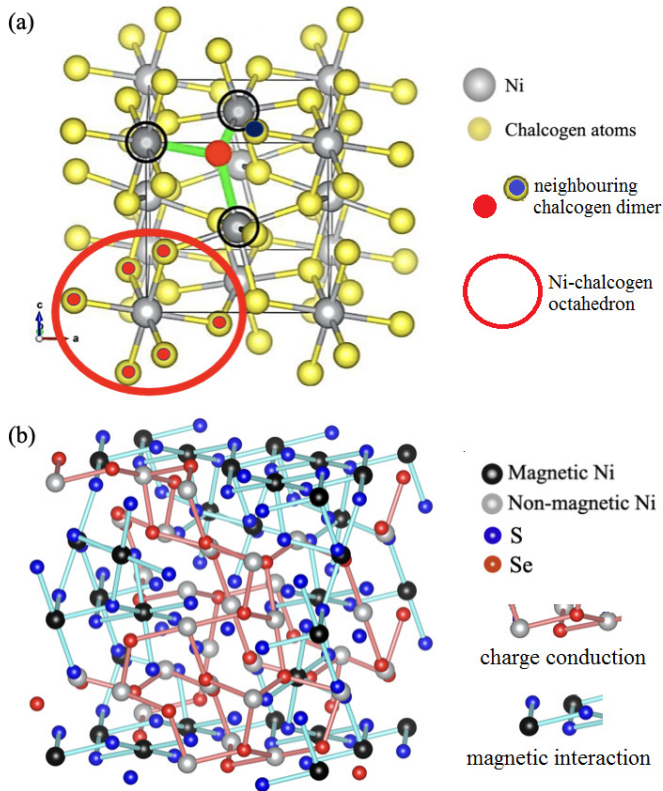 (a)
Ni
Chalcogen atoms
neighbouring
chalcogen dimer
Ni-chalcogen
octahedron
c
b
a
(b)
Magnetic Ni
Non-magnetic Ni
S
Se
charge conduction
magnetic interaction